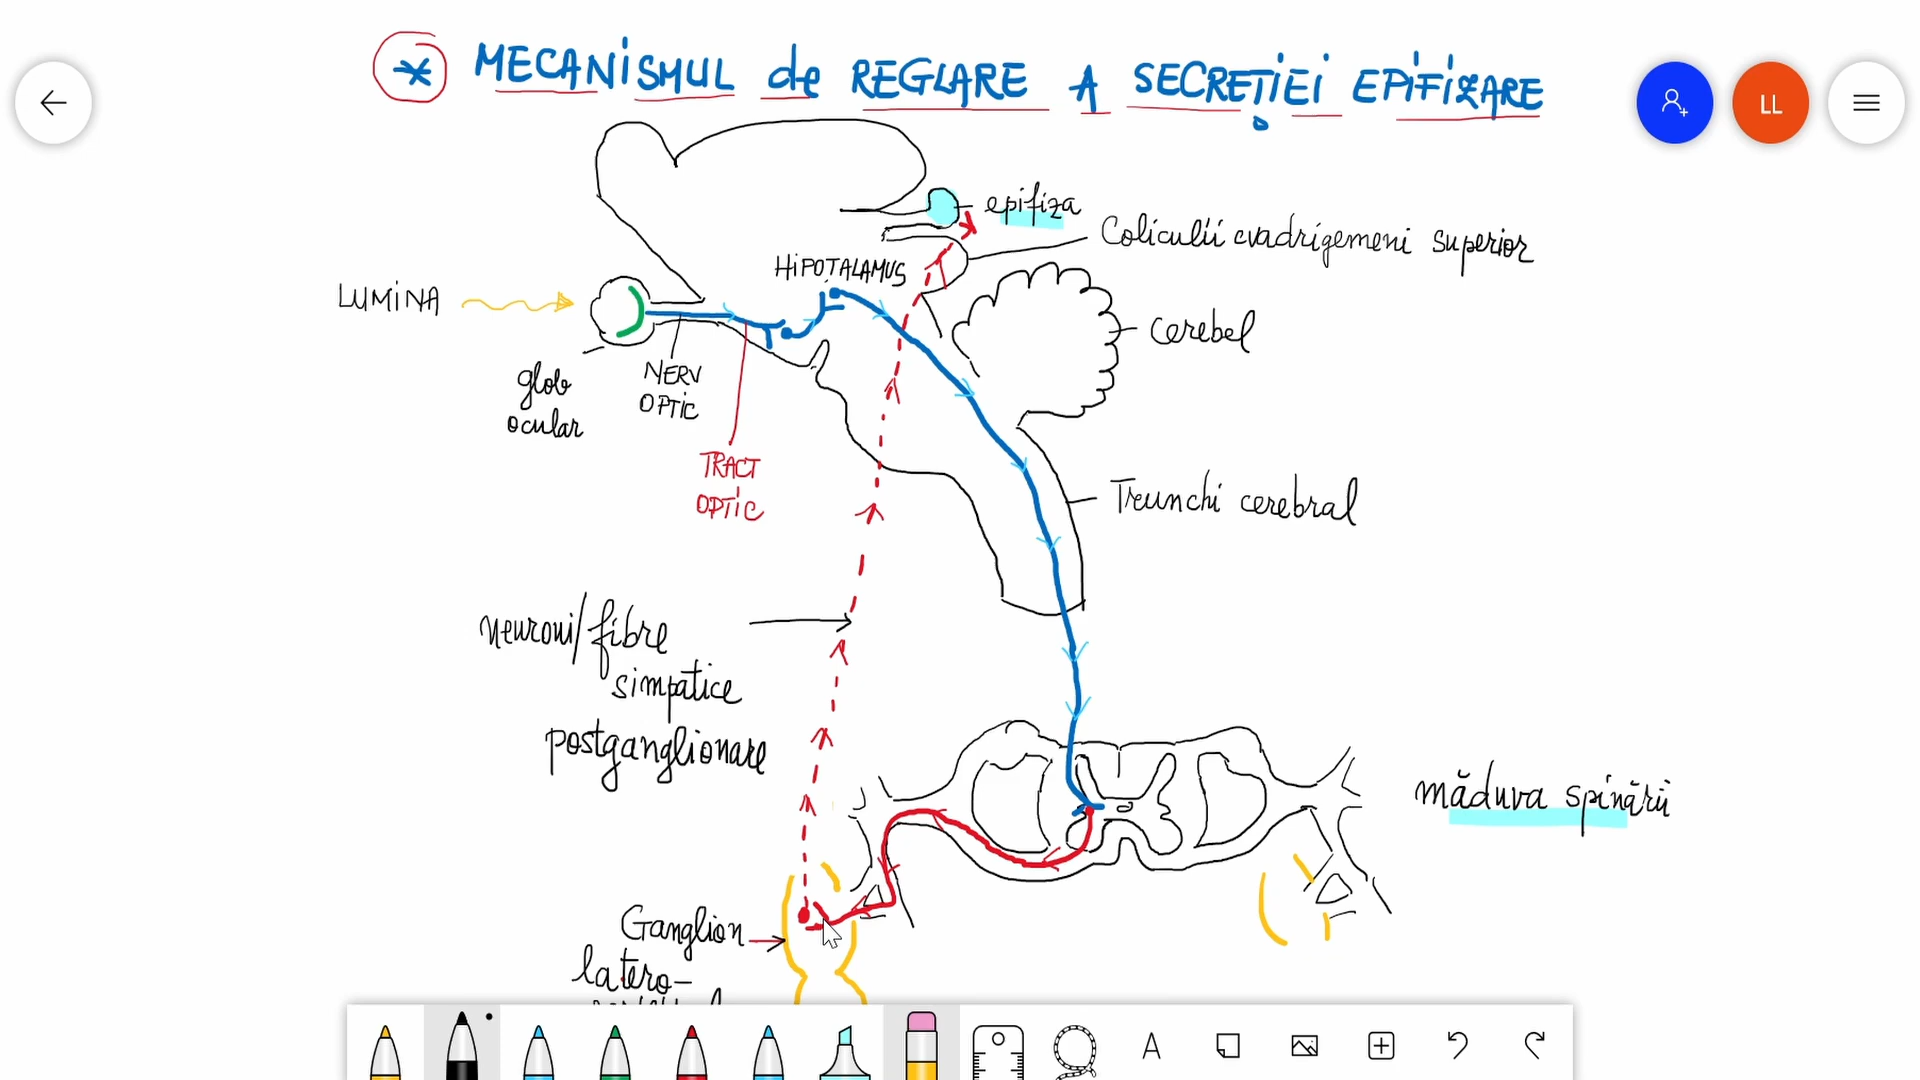 * MECANISMUL de REGLARE A SECREȚIEI EPIFIZARE
LL
epifiza
Coliculii cvadrigemeni superior
HIPOTALAMUS
LUMINA
cerebel
glob
ocular
NERV
OPTIC
TRACT
OPTIC
Trunchi cerebral
neuroni/fibre
simpatice
postganglionare
măduva spinării
Ganglion
latero-
A